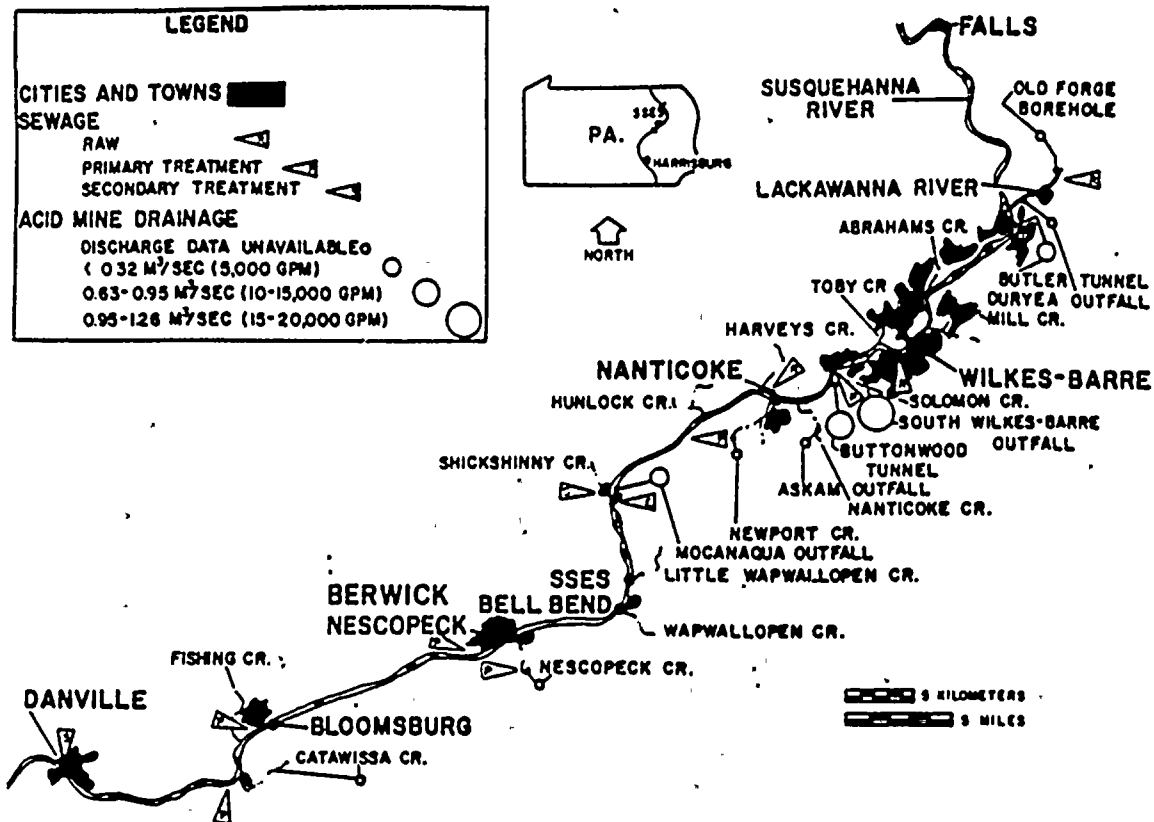 LEGEND
CITIES AND TOWNS
SEWAGE
RAW
PRIMARY TREATMENT
SECONDARY TREATMENT
ACID MINE DRAINAGE
DISCHARGE DATA UNAVAILABLE
< 0.32 M³/SEC (5,000 GPM)
0.63-0.95 M³/SEC (10-15,000 GPM)
0.95-1.26 M³/SEC (15-20,000 GPM)
SSES
PA.
HARRISBURG
NORTH
FALLS
SUSQUEHANNA
RIVER
OLD FORGE
BOREHOLE
LACKAWANNA RIVER
ABRAHAMS CR.
BUTLER TUNNEL
DURYEA OUTFALL
MILL CR.
TOBY CR.
HARVEYS CR.
WILKES-BARRE
NANTICOKE
SOLOMON CR.
HUNLOCK CR.
SOUTH WILKES-BARRE
OUTFALL
BUTTONWOOD
TUNNEL
SHICKSHINNY CR.
ASKAM OUTFALL
NANTICOKE CR.
NEWPORT CR.
MOCANAQUA OUTFALL
LITTLE WAPWALLOPEN CR.
SSES
BELL BEND
BERWICK
NESCOPECK
WAPWALLOPEN CR.
NESCOPECK CR.
FISHING CR.
DANVILLE
BLOOMSBURG
CATAWISSA CR.
5 KILOMETERS
5 MILES